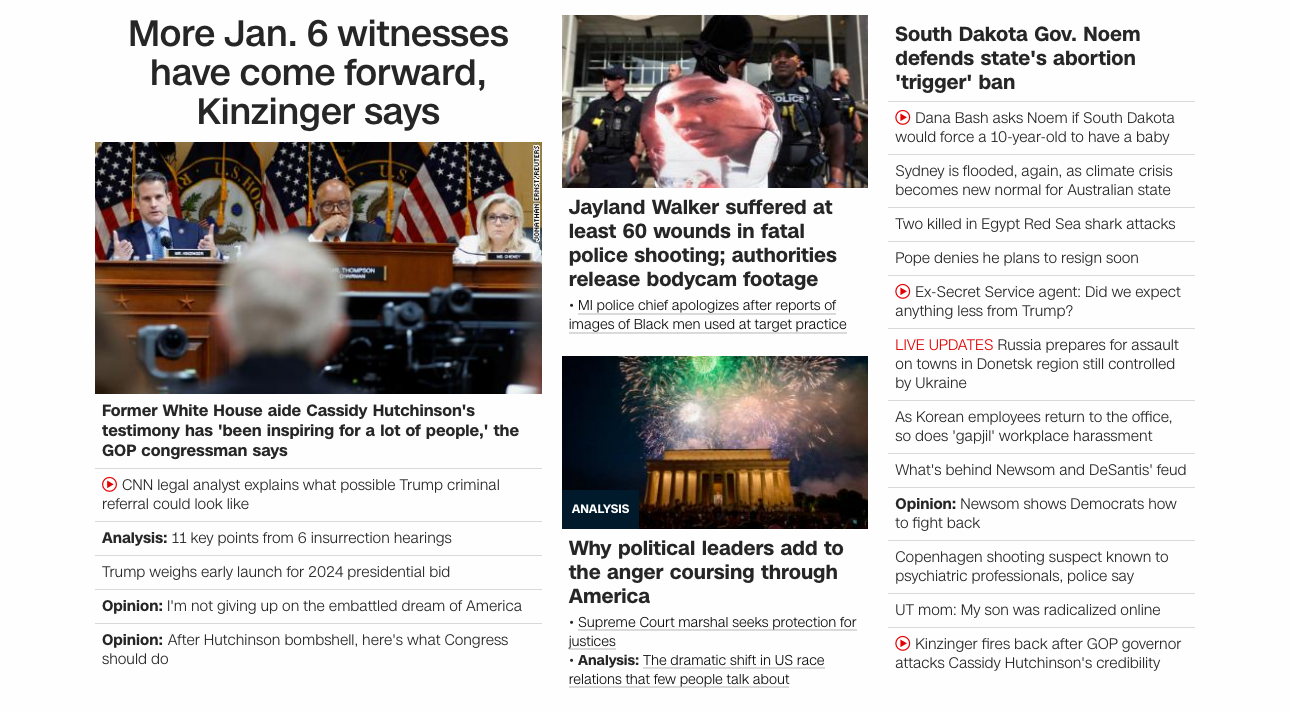 More Jan. 6 witnesses
have come forward,
Kinzinger says
JONATHAN ERNST/REUTERS
MR. KINZINGER
MR. THOMPSON
CHAIRMAN
MS. CHENEY
Former White House aide Cassidy Hutchinson's
testimony has 'been inspiring for a lot of people,' the
GOP congressman says
CNN legal analyst explains what possible Trump criminal
referral could look like
Analysis: 11 key points from 6 insurrection hearings
Trump weighs early launch for 2024 presidential bid
Opinion: I'm not giving up on the embattled dream of America
Opinion: After Hutchinson bombshell, here's what Congress
should do
POLICE
Jayland Walker suffered at
least 60 wounds in fatal
police shooting; authorities
release bodycam footage
• MI police chief apologizes after reports of
images of Black men used at target practice
ANALYSIS
Why political leaders add to
the anger coursing through
America
• Supreme Court marshal seeks protection for
justices
• Analysis: The dramatic shift in US race
relations that few people talk about
South Dakota Gov. Noem
defends state's abortion
'trigger' ban
Dana Bash asks Noem if South Dakota
would force a 10-year-old to have a baby
Sydney is flooded, again, as climate crisis
becomes new normal for Australian state
Two killed in Egypt Red Sea shark attacks
Pope denies he plans to resign soon
Ex-Secret Service agent: Did we expect
anything less from Trump?
LIVE UPDATES Russia prepares for assault
on towns in Donetsk region still controlled
by Ukraine
As Korean employees return to the office,
so does 'gapjil' workplace harassment
What's behind Newsom and DeSantis' feud
Opinion: Newsom shows Democrats how
to fight back
Copenhagen shooting suspect known to
psychiatric professionals, police say
UT mom: My son was radicalized online
Kinzinger fires back after GOP governor
attacks Cassidy Hutchinson's credibility